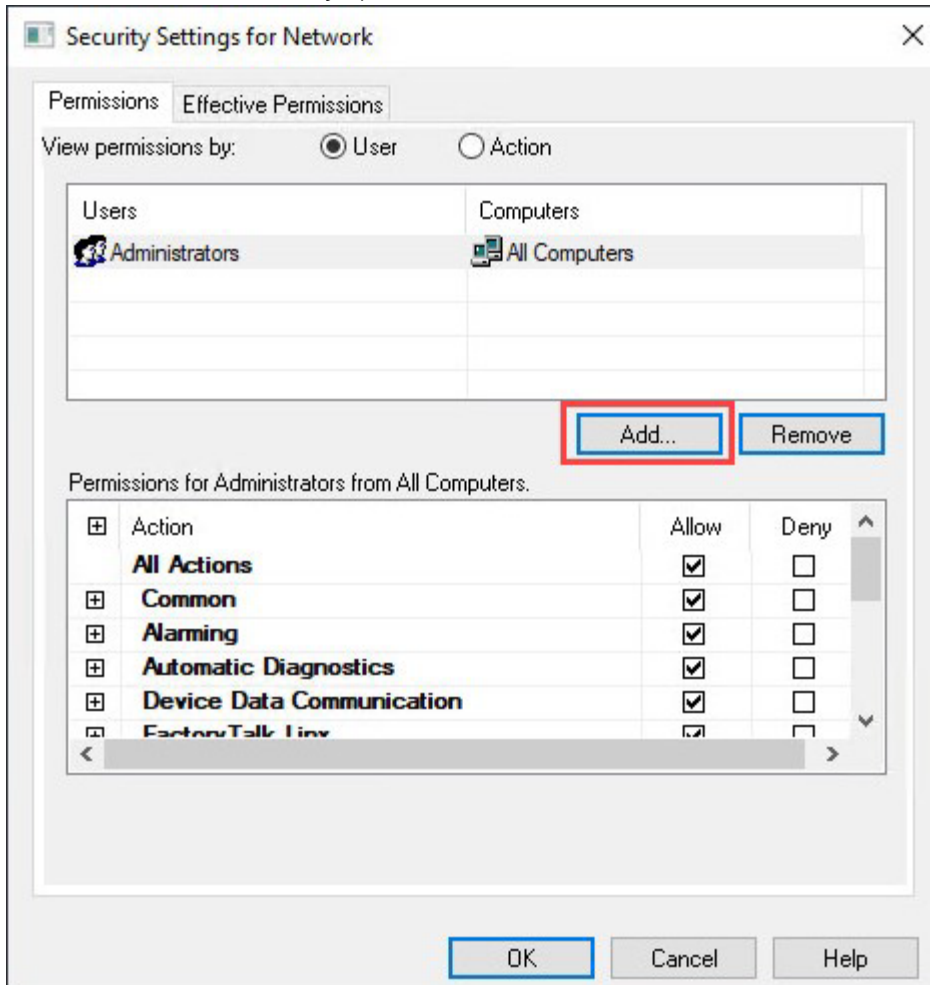 Security Settings for Network
Permissions Effective Permissions
View permissions by: User Action
Users Computers
Administrators All Computers
Add... Remove
Permissions for Administrators from All Computers.
Action Allow Deny
All Actions
Common
Alarming
Automatic Diagnostics
Device Data Communication
FactoryTalk Linx
OK Cancel Help